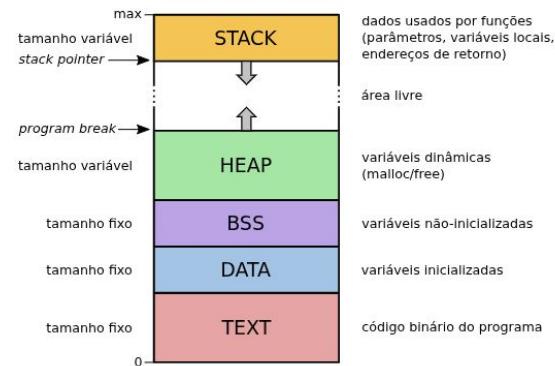 max
tamanho variável
stack pointer
STACK
dados usados por funções
(parâmetros, variáveis locais,
endereços de retorno)
área livre
program break
tamanho variável
HEAP
variáveis dinâmicas
(malloc/free)
tamanho fixo
BSS
variáveis não-inicializadas
tamanho fixo
DATA
variáveis inicializadas
tamanho fixo
TEXT
código binário do programa
0